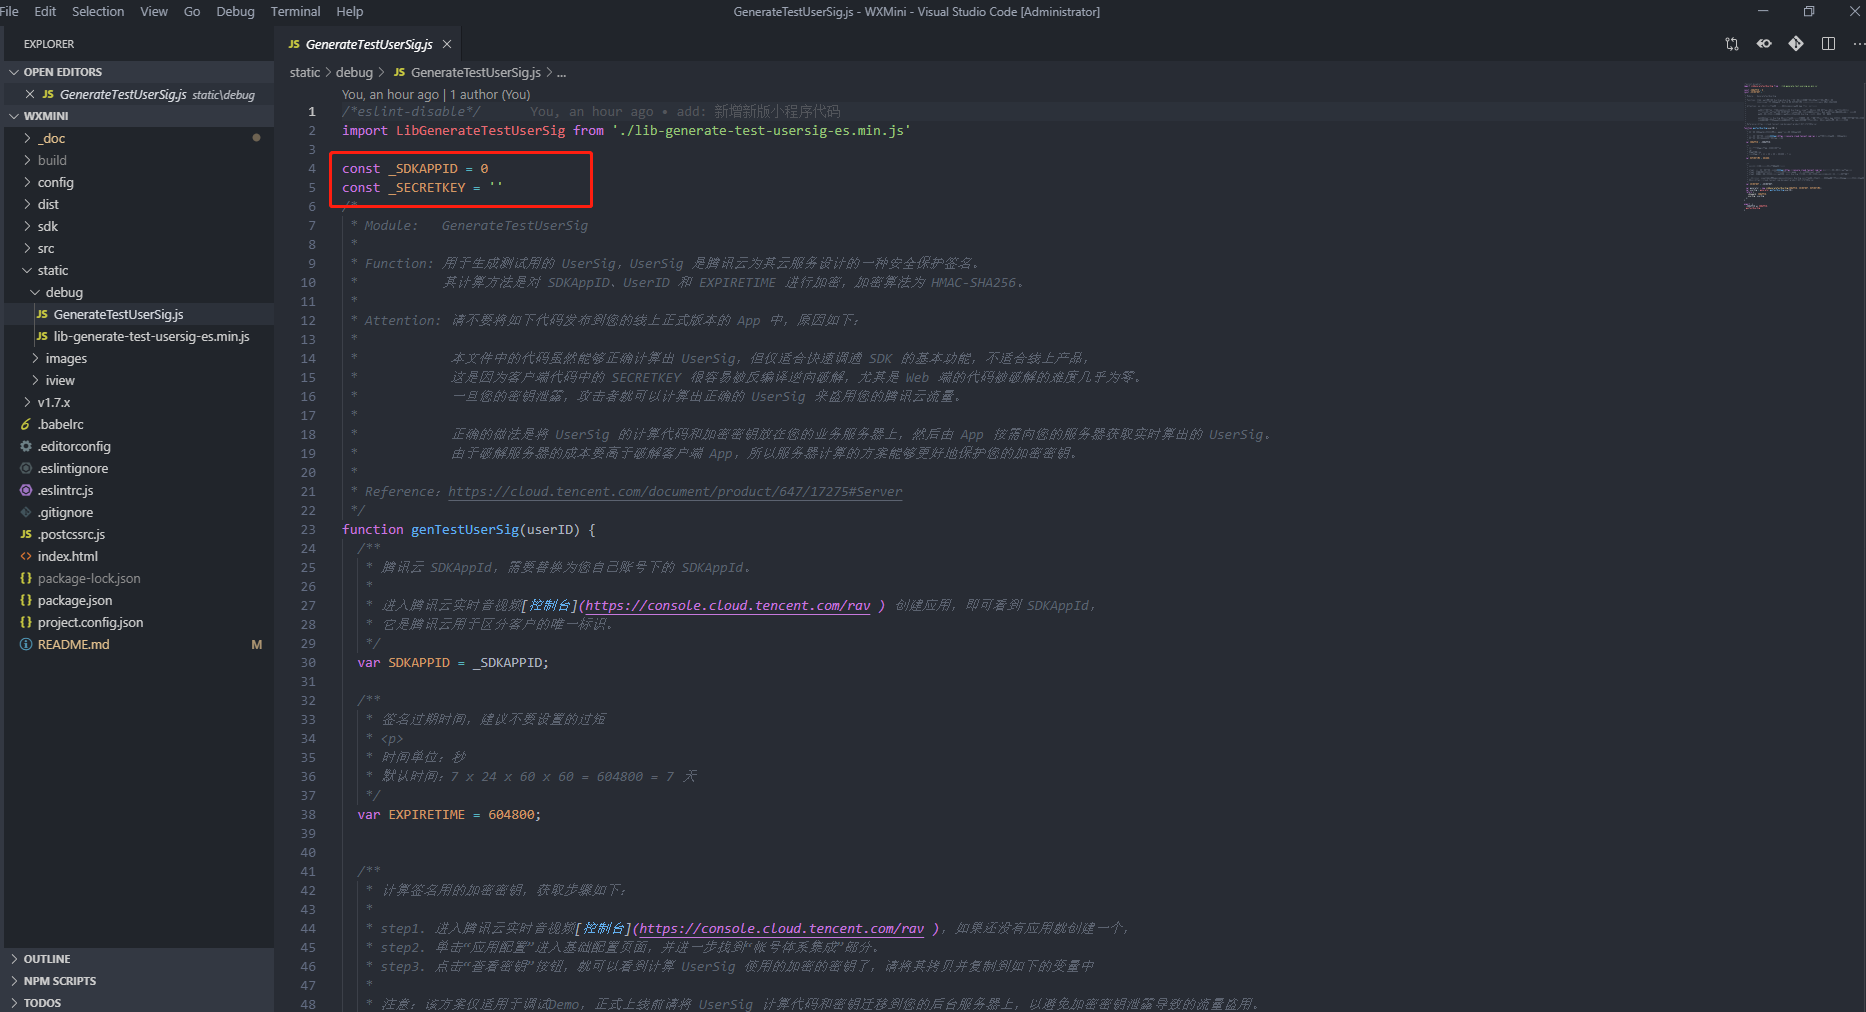 File Edit Selection View Go Debug Terminal Help
GenerateTestUserSig.js - WXMini - Visual Studio Code [Administrator]
EXPLORER
OPEN EDITORS
JS GenerateTestUserSig.js static\debug
WXMINI
_doc
build
config
dist
sdk
src
static
debug
JS GenerateTestUserSig.js
JS lib-generate-test-usersig-es.min.js
images
iview
v1.7.x
.babelrc
.editorconfig
.eslintignore
.eslintrc.js
.gitignore
JS .postcssrc.js
<> index.html
{} package-lock.json
{} package.json
{} project.config.json
README.md M
OUTLINE
NPM SCRIPTS
TODOS
JS GenerateTestUserSig.js
static > debug > JS GenerateTestUserSig.js > ...
You, an hour ago | 1 author (You)
1 /*eslint-disable*/ You, an hour ago • add: 新增新版小程序代码
2 import LibGenerateTestUserSig from './lib-generate-test-usersig-es.min.js'
3
4 const _SDKAPPID = 0
5 const _SECRETKEY = ''
6 /*
7 * Module: GenerateTestUserSig
8 *
9 * Function: 用于生成测试用的 UserSig，UserSig 是腾讯云为其云服务设计的一种安全保护签名。
10 * 其计算方法是对 SDKAppID、UserID 和 EXPIRETIME 进行加密，加密算法为 HMAC-SHA256。
11 *
12 * Attention: 请不要将如下代码发布到您的线上正式版本的 App 中，原因如下：
13 *
14 * 本文件中的代码虽然能够正确计算出 UserSig，但仅适合快速调通 SDK 的基本功能，不适合线上产品，
15 * 这是因为客户端代码中的 SECRETKEY 很容易被反编译逆向破解，尤其是 Web 端的代码被破解的难度几乎为零。
16 * 一旦您的密钥泄露，攻击者就可以计算出正确的 UserSig 来盗用您的腾讯云流量。
17 *
18 * 正确的做法是将 UserSig 的计算代码和加密密钥放在您的业务服务器上，然后由 App 按需向您的服务器获取实时算出的 UserSig。
19 * 由于破解服务器的成本要高于破解客户端 App，所以服务器计算的方案能够更好地保护您的加密密钥。
20 *
21 * Reference：https://cloud.tencent.com/document/product/647/17275#Server
22 */
23 function genTestUserSig(userID) {
24 /**
25 * 腾讯云 SDKAppId，需要替换为您自己账号下的 SDKAppId。
26 *
27 * 进入腾讯云实时音视频[控制台](https://console.cloud.tencent.com/rav ) 创建应用，即可看到 SDKAppId，
28 * 它是腾讯云用于区分客户的唯一标识。
29 */
30 var SDKAPPID = _SDKAPPID;
31
32 /**
33 * 签名过期时间，建议不要设置的过短
34 * <p>
35 * 时间单位：秒
36 * 默认时间：7 x 24 x 60 x 60 = 604800 = 7 天
37 */
38 var EXPIRETIME = 604800;
39
40
41 /**
42 * 计算签名用的加密密钥，获取步骤如下：
43 *
44 * step1. 进入腾讯云实时音视频[控制台](https://console.cloud.tencent.com/rav )，如果还没有应用就创建一个，
45 * step2. 单击“应用配置”进入基础配置页面，并进一步找到“帐号体系集成”部分。
46 * step3. 点击“查看密钥”按钮，就可以看到计算 UserSig 使用的加密的密钥了，请将其拷贝并复制到如下的变量中
47 *
48 * 注意：该方案仅适用于调试Demo，正式上线前请将 UserSig 计算代码和密钥迁移到您的后台服务器上，以避免加密密钥泄露导致的流量盗用。